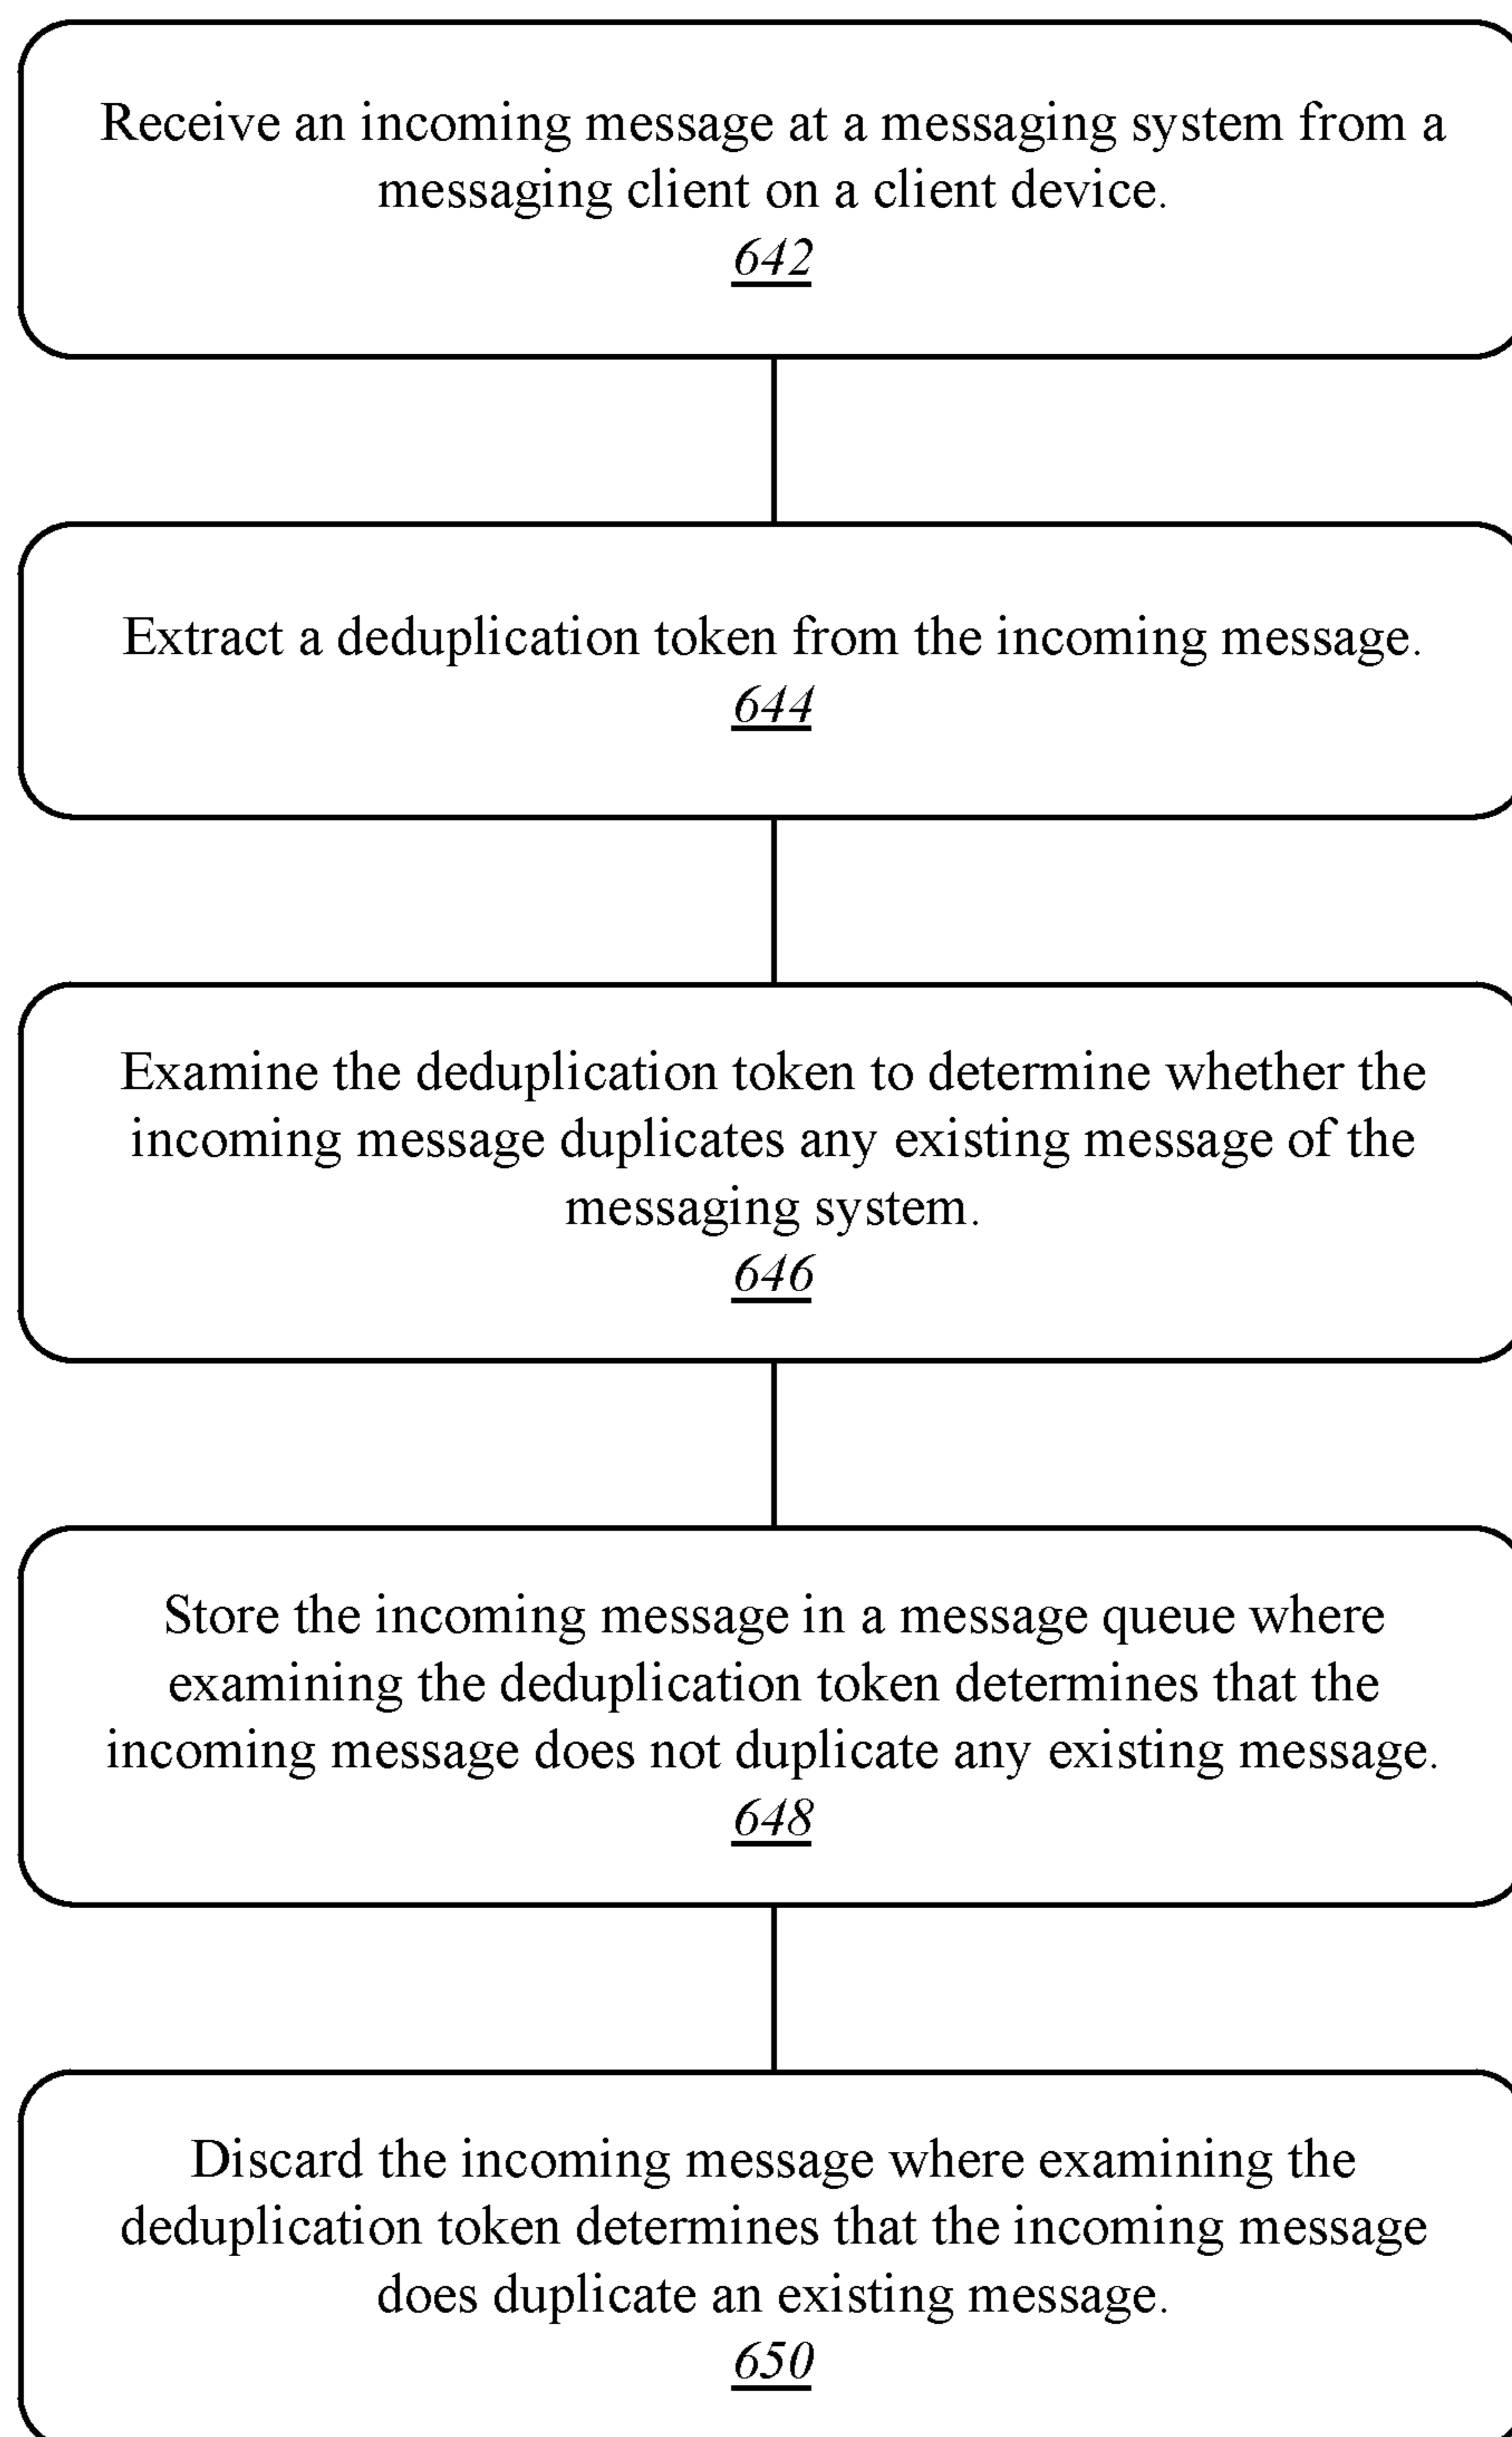 Receive an incoming message at a messaging system from a
messaging client on a client device.
642
Extract a deduplication token from the incoming message.
644
Examine the deduplication token to determine whether the
incoming message duplicates any existing message of the
messaging system.
646
Store the incoming message in a message queue where
examining the deduplication token determines that the
incoming message does not duplicate any existing message.
648
Discard the incoming message where examining the
deduplication token determines that the incoming message
does duplicate an existing message.
650